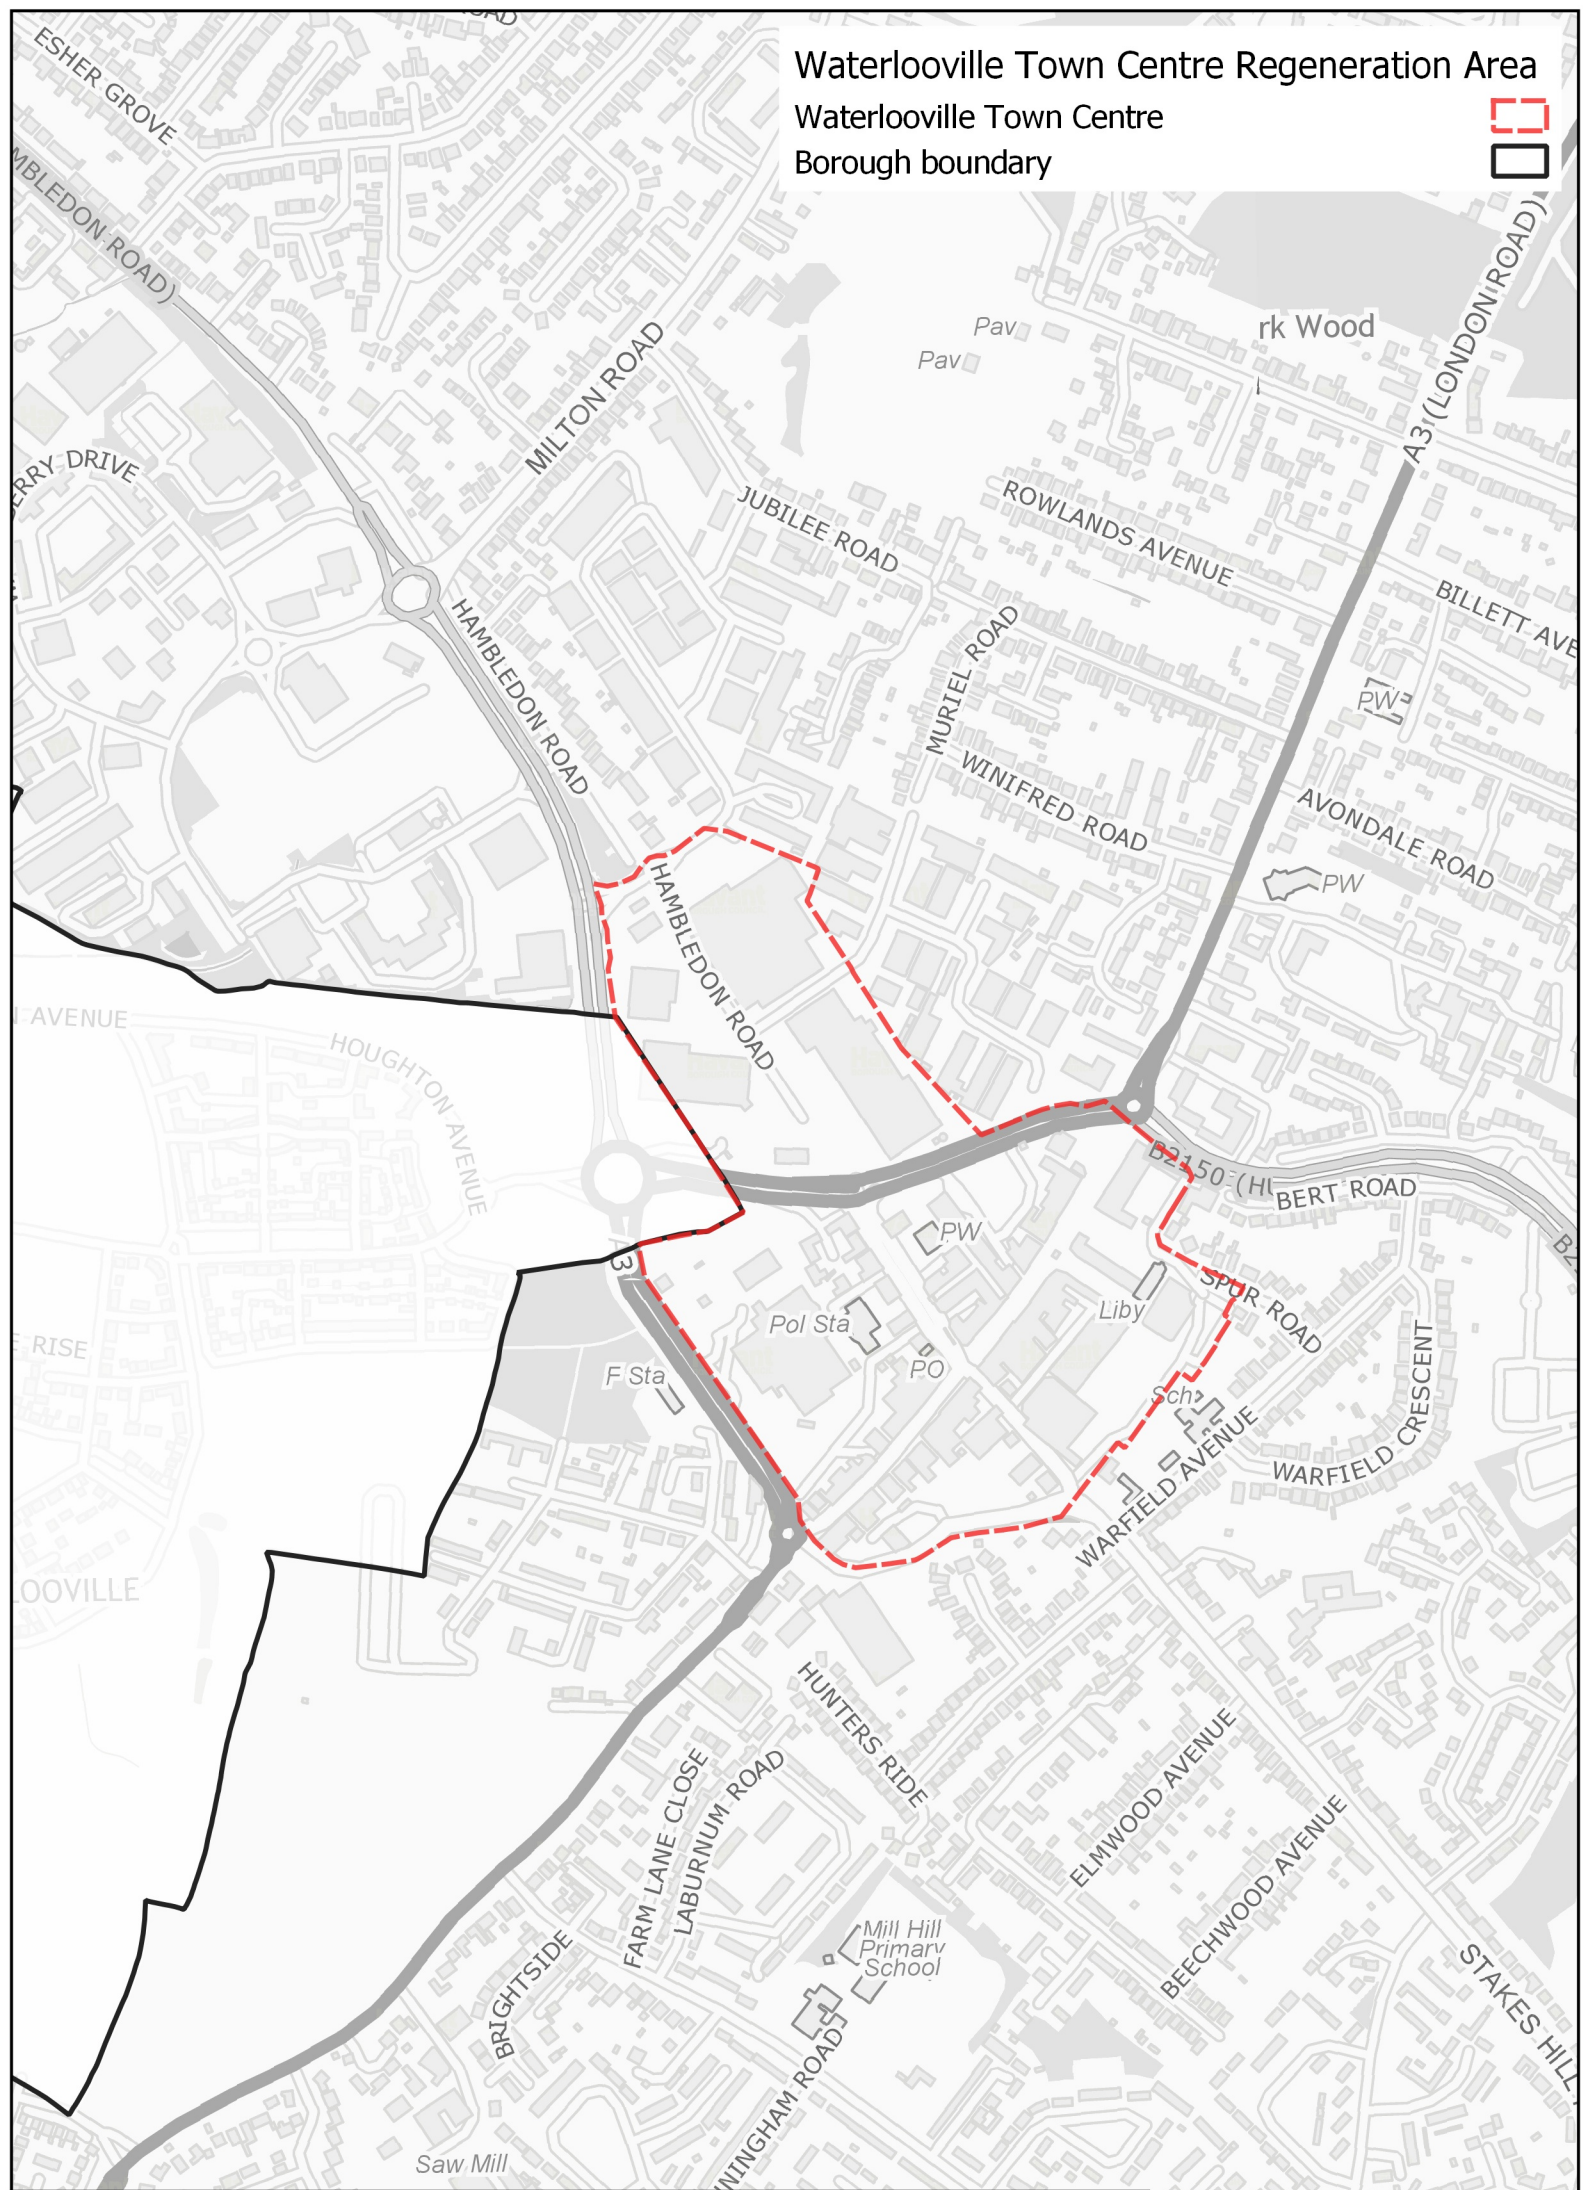 Waterlooville Town Centre Regeneration Area
Waterlooville Town Centre
Borough boundary
ESHER GROVE
MBLEDON ROAD)
A3 (LONDON ROAD)
rk Wood
Pav
Pav
MILTON ROAD
ERRY DRIVE
JUBILEE ROAD
ROWLANDS AVENUE
BILLETT AVE
HAMBLEDON ROAD
MURIEL ROAD
PW
WINIFRED ROAD
AVONDALE ROAD
PW
HAMBLEDON ROAD
AVENUE
HOUGHTON AVENUE
B2150 (HU
BERT ROAD
B2
PW
3
SPUR ROAD
Liby
Pol Sta
PO
E RISE
F Sta
Sch
WARFIELD CRESCENT
WARFIELD AVENUE
LOOVILLE
HUNTERS RIDE
FARM LANE CLOSE
LABURNUM ROAD
ELMWOOD AVENUE
BEECHWOOD AVENUE
Mill Hill
Primary
School
BRIGHTSIDE
STAKES HILL
NINGHAM ROAD
Saw Mill